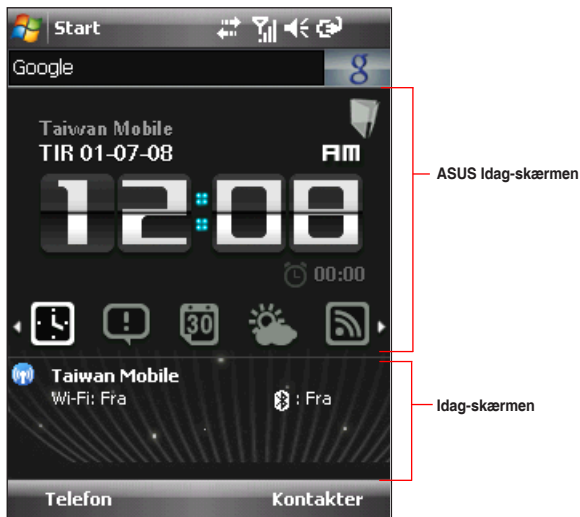 Start
Google
g
Taiwan Mobile
TIR 01-07-08
AM
12:08
00:00
30
ASUS Idag-skærmen
Taiwan Mobile
Wi-Fi: Fra
: Fra
Idag-skærmen
Telefon
Kontakter